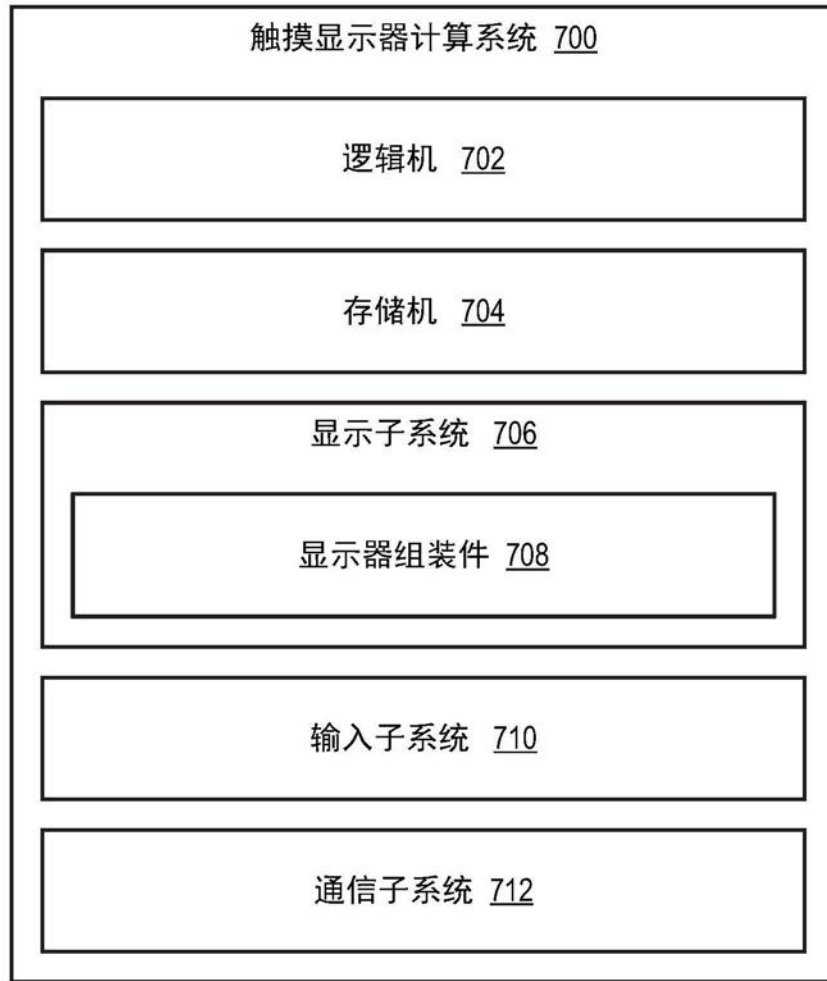 触摸显示器计算系统 700
逻辑机 702
存储机 704
显示子系统 706
显示器组装件 708
输入子系统 710
通信子系统 712